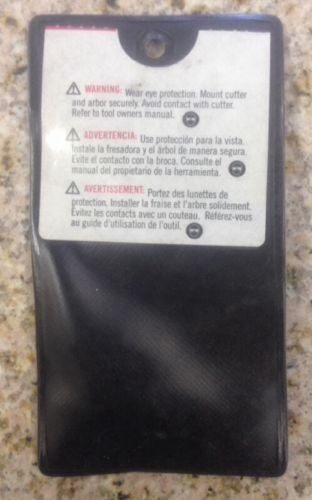 WARNING: Wear eye protection. Mount cutter
and arbor securely. Avoid contact with cutter.
Refer to tool owners manual.
ADVERTENCIA: Use protección para la vista.
Instale la fresadora y el árbol de manera segura.
Evite el contacto con la broca. Consulte el
manual del propietario de la herramienta.
AVERTISSEMENT: Portez des lunettes de
protection. Installer la fraise et l'arbre solidement.
Évitez les contacts avec un couteau. Référez-vous
au guide d'utilisation de l'outil.